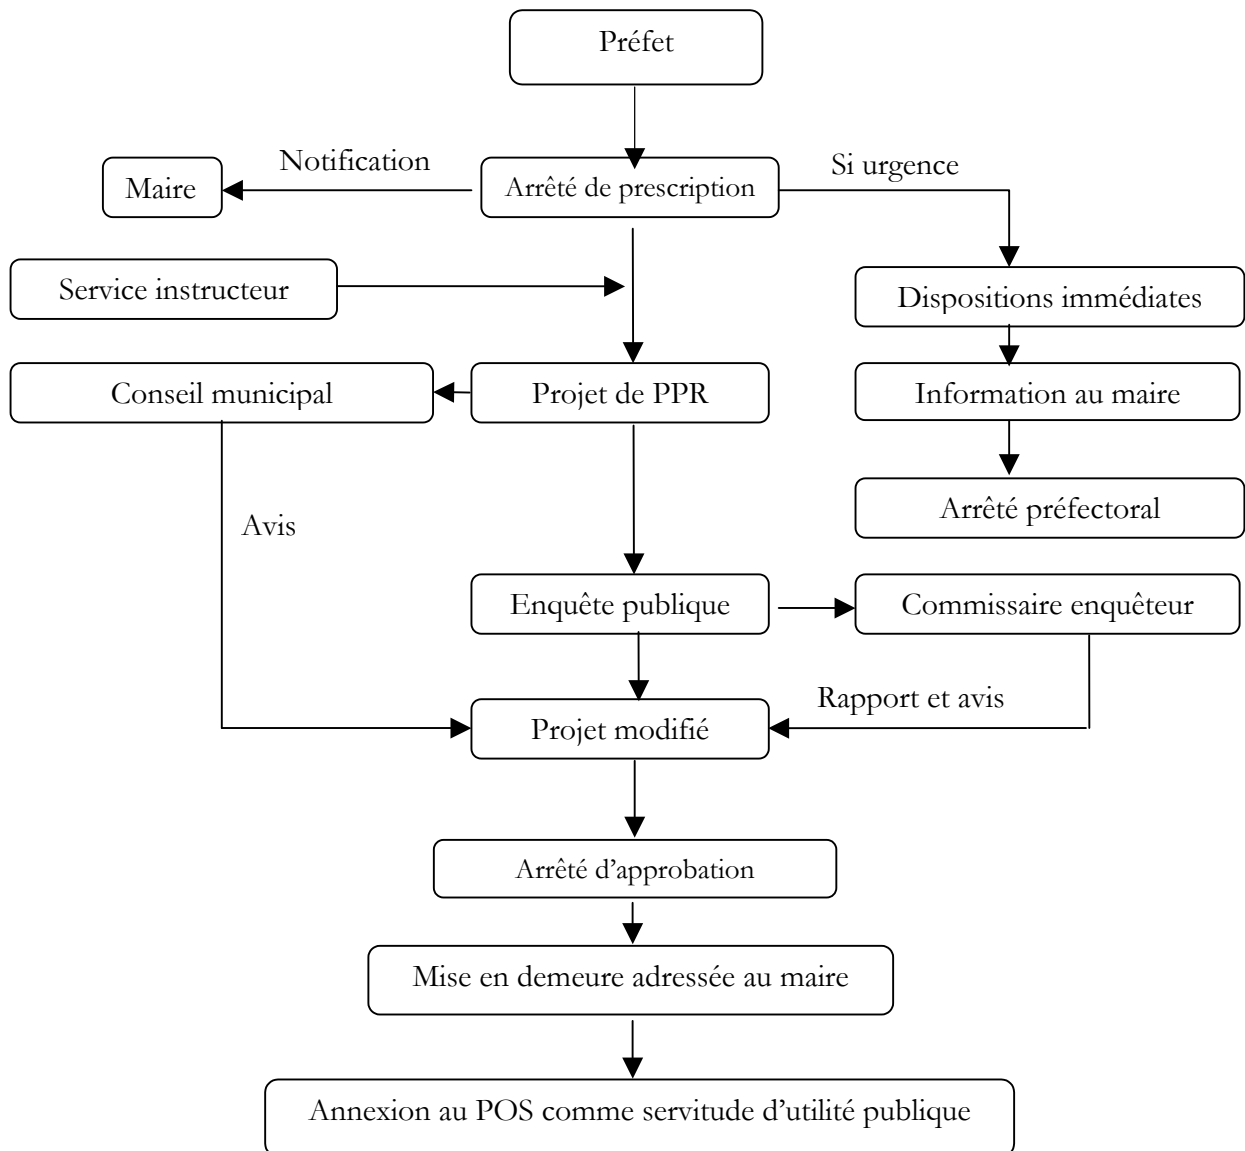 Préfet
Notification
Si urgence
Maire
Arrêté de prescription
Service instructeur
Dispositions immédiates
Conseil municipal
Projet de PPR
Information au maire
Arrêté préfectoral
Avis
Enquête publique
Commissaire enquêteur
Rapport et avis
Projet modifié
Arrêté d’approbation
Mise en demeure adressée au maire
Annexion au POS comme servitude d’utilité publique